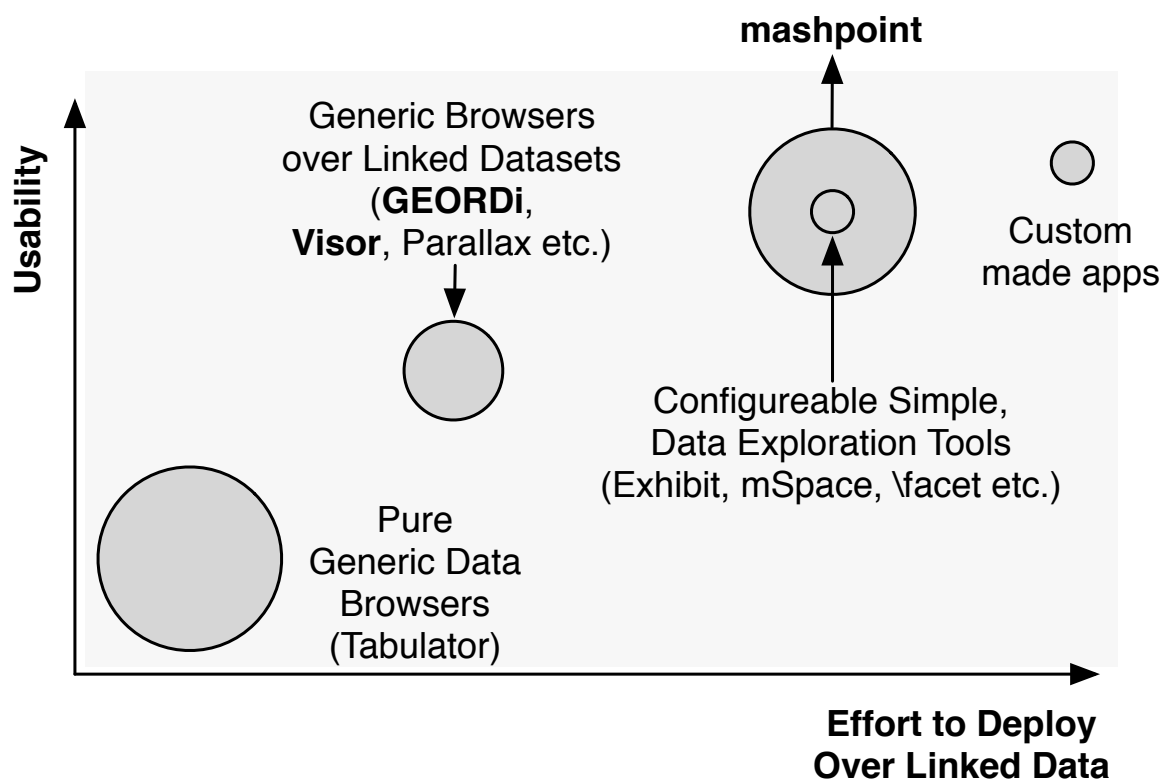 mashpoint
Generic Browsers
over Linked Datasets
(GEORDi,
Visor, Parallax etc.)
Usability
Custom
made apps
Configureable Simple,
Data Exploration Tools
(Exhibit, mSpace, \facet etc.)
Pure
Generic Data
Browsers
(Tabulator)
Effort to Deploy
Over Linked Data